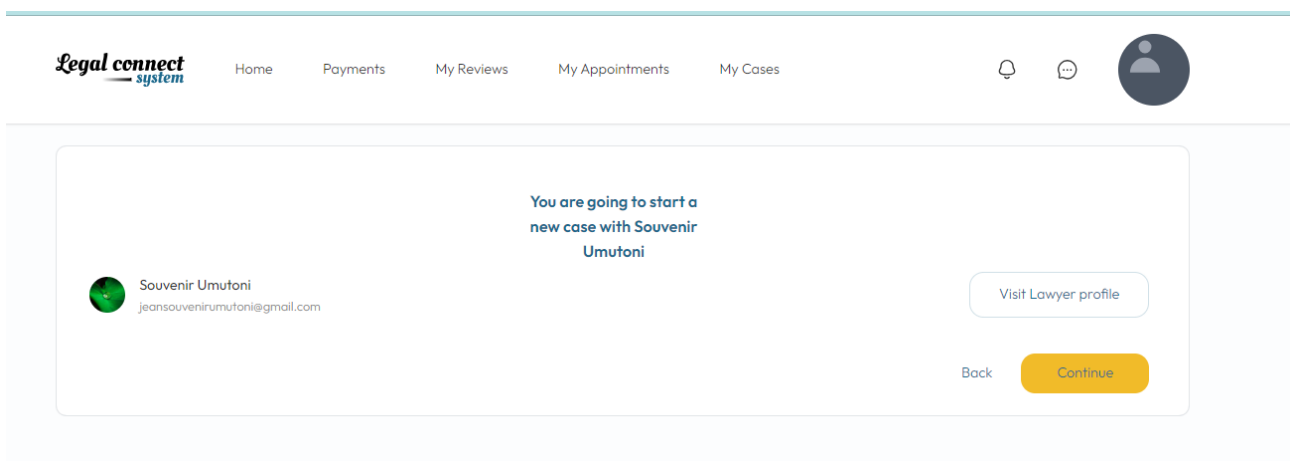 Legal connect
system
Home
Payments
My Reviews
My Appointments
My Cases
You are going to start a
new case with Souvenir
Umutoni
Souvenir Umutoni
jeansouvenirumutoni@gmail.com
Visit Lawyer profile
Back
Continue